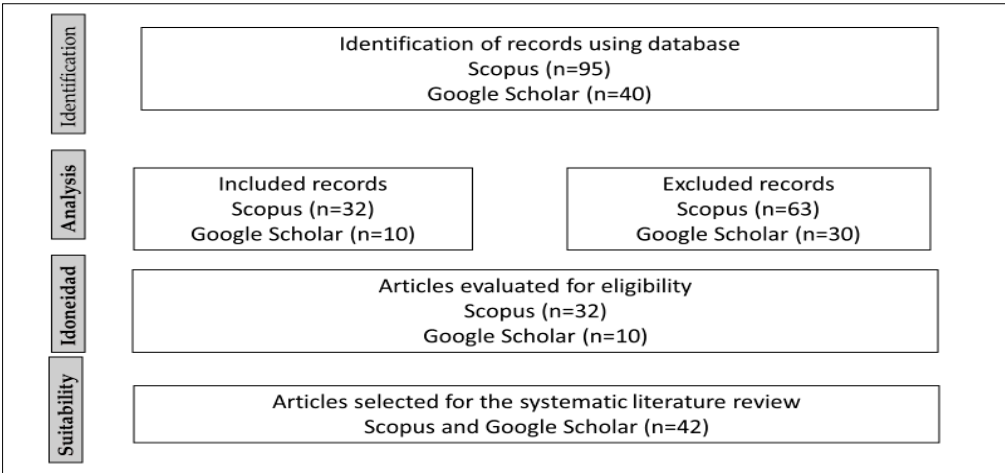 Identification
Identification of records using database
Scopus (n=95)
Google Scholar (n=40)
Analysis
Included records
Scopus (n=32)
Google Scholar (n=10)
Excluded records
Scopus (n=63)
Google Scholar (n=30)
Idoneidad
Articles evaluated for eligibility
Scopus (n=32)
Google Scholar (n=10)
Suitability
Articles selected for the systematic literature review
Scopus and Google Scholar (n=42)